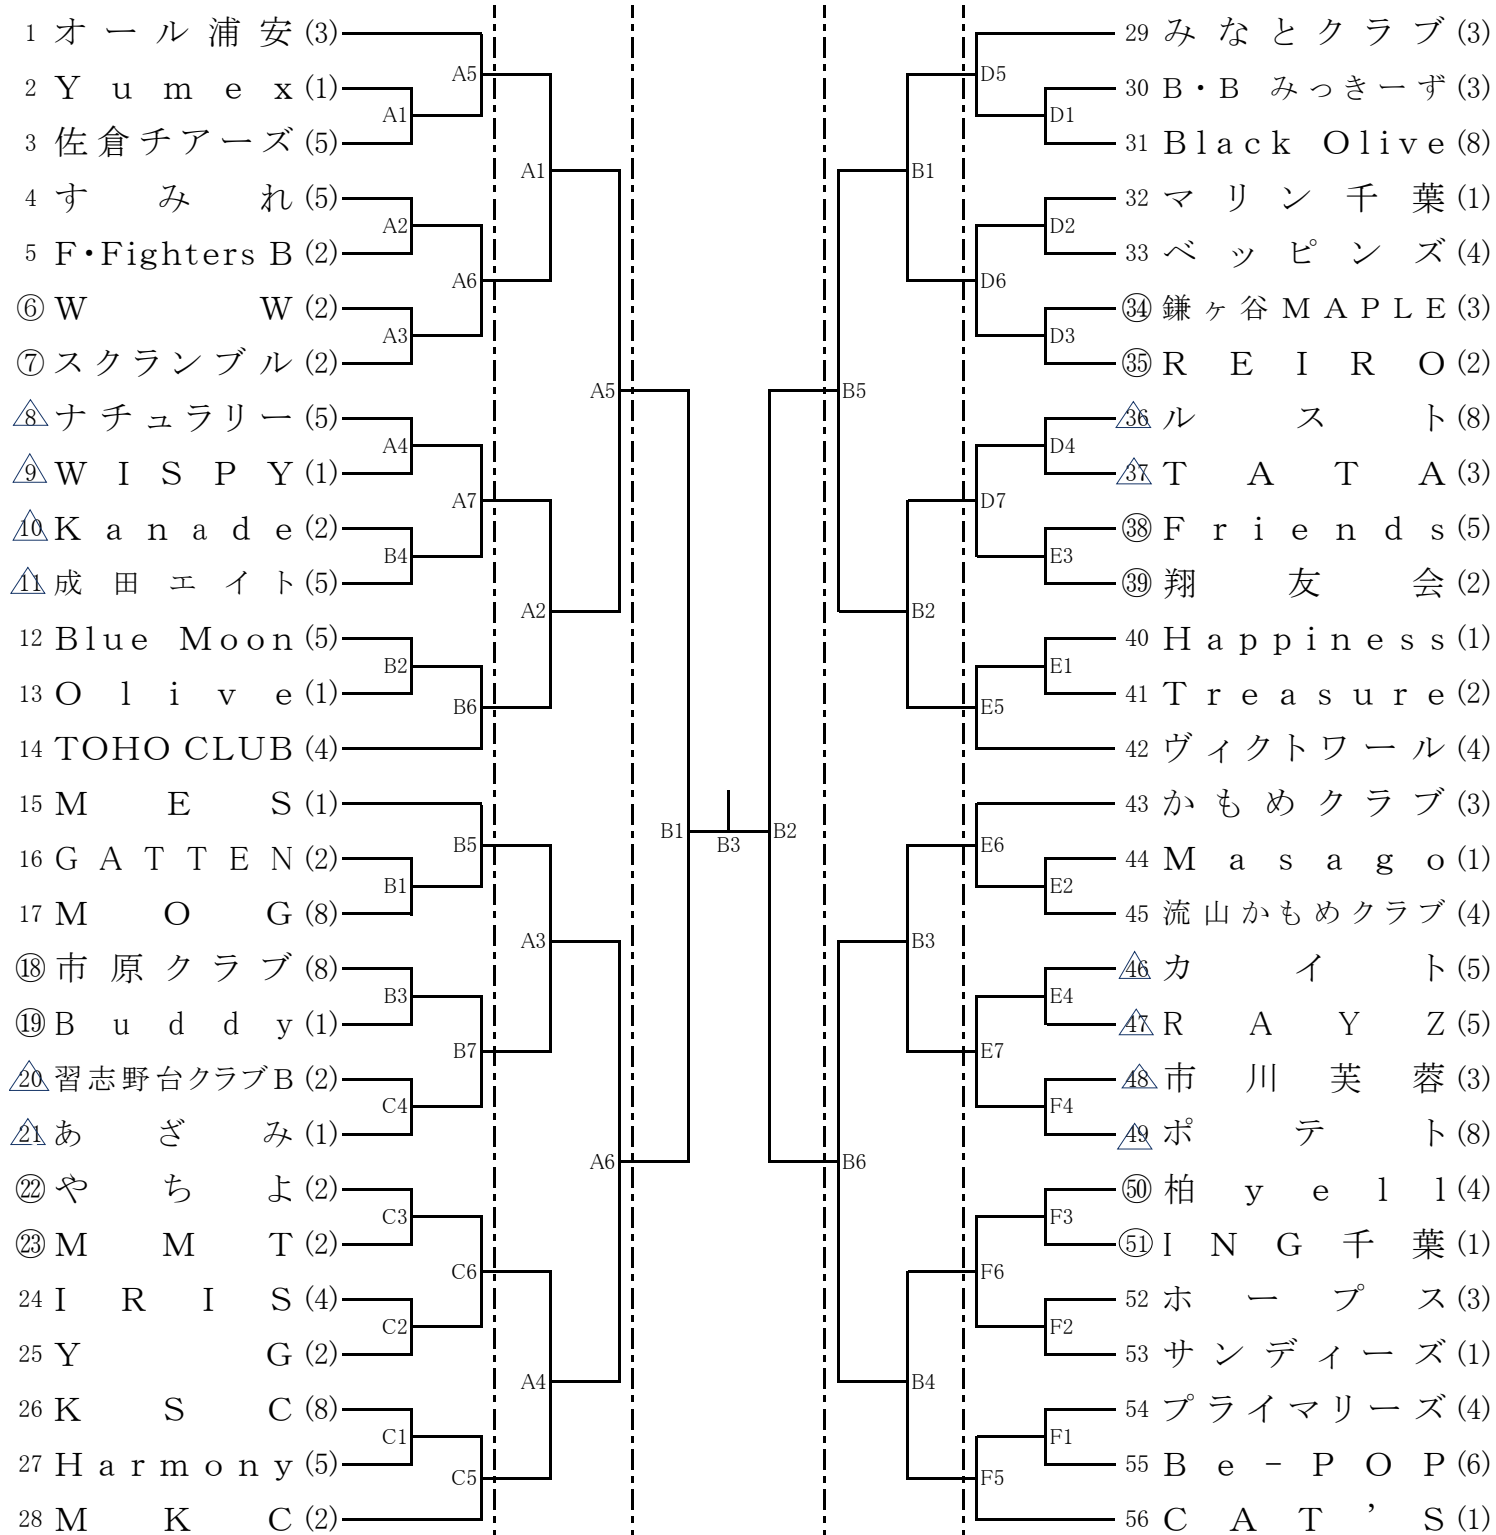 1 オール浦安 (3)
A5
2 Yumex (1)
A1
3 佐倉チアーズ (5)
A1
4 すみれ (5)
A2
5 F・Fighters B (2)
A6
⑥ WW (2)
A3
⑦ スクランブル (2)
A5
8 ナチュラリー (5)
A4
9 WISPY (1)
A7
10 Kanade (2)
B4
11 成田エイト (5)
A2
12 Blue Moon (5)
B2
13 Olive (1)
B6
14 TOHO CLUB (4)
15 MES (1)
B1
B5
16 GATTEN (2)
B1
17 MOG (8)
A3
⑱ 市原クラブ (8)
B3
⑲ Buddy (1)
B7
20 習志野台クラブB (2)
C4
21 あざみ (1)
A6
㉒ やちよ (2)
C3
㉓ MMT (2)
C6
24 IRIS (4)
C2
25 YG (2)
A4
26 KSC (8)
C1
27 Harmony (5)
C5
28 MKC (2)
B3
29 みなとクラブ (3)
D5
30 B・B みっきーず (3)
D1
31 Black Olive (8)
B1
32 マリン千葉 (1)
D2
33 ベッピンズ (4)
D6
㉞ 鎌ヶ谷MAPLE (3)
D3
㉟ REIRO (2)
B5
36 ルスト (8)
D4
37 TATA (3)
D7
㊳ Friends (5)
E3
㊴ 翔友会 (2)
B2
40 Happiness (1)
E1
41 Treasure (2)
E5
42 ヴィクトワール (4)
43 かもめクラブ (3)
B2
E6
44 Masago (1)
E2
45 流山かもめクラブ (4)
B3
46 カイト (5)
E4
47 RAYZ (5)
E7
48 市川芙蓉 (3)
F4
49 ポテト (8)
B6
㊿ 柏yell (4)
F3
51 ING千葉 (1)
F6
52 ホープス (3)
F2
53 サンディーズ (1)
B4
54 プライマリーズ (4)
F1
55 Be-POP (6)
F5
56 CAT’S (1)